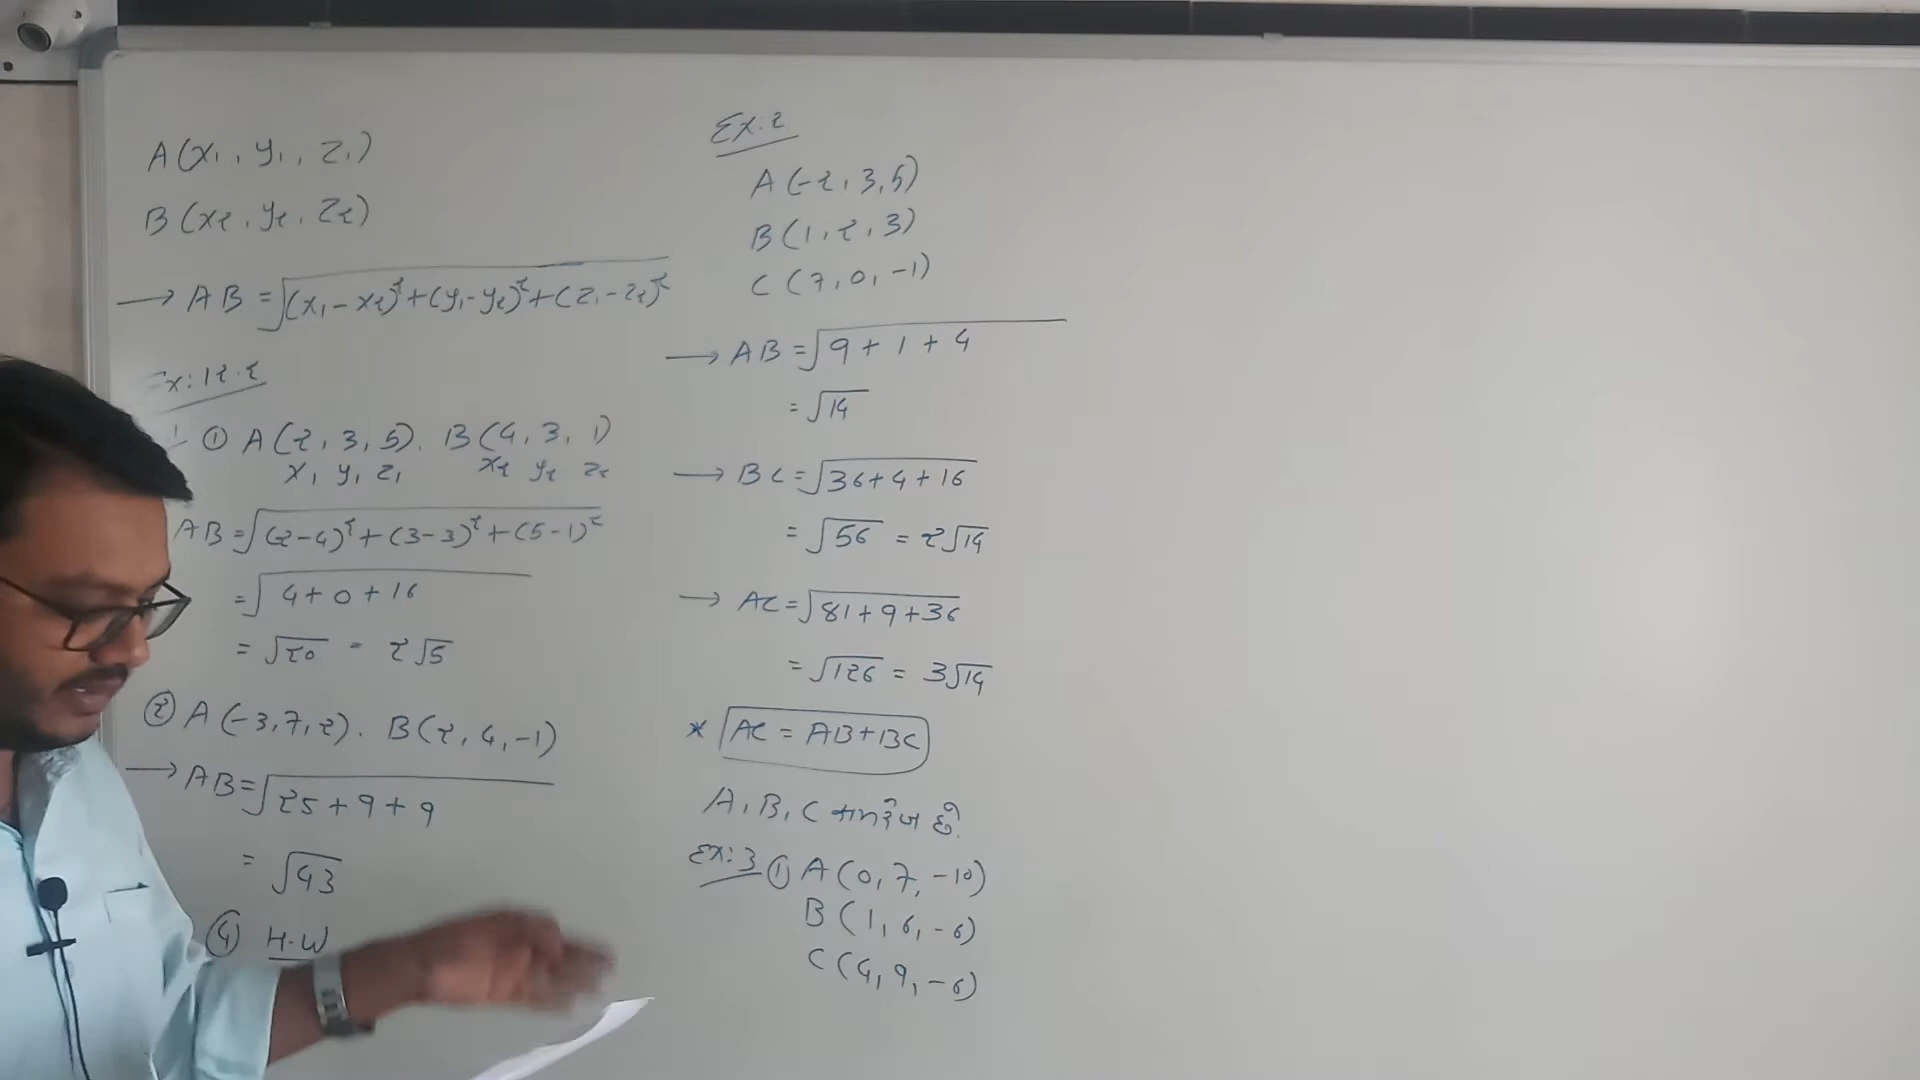 A(x₁, y₁, z₁)
B(x₂, y₂, z₂)
→ AB = √(x₁-x₂)²+(y₁-y₂)²+(z₁-z₂)²
Ex: 12.2
1 ① A(2, 3, 5). B(4, 3, 1)
x₁ y₁ z₁ x₂ y₂ z₂
AB = √(2-4)²+(3-3)²+(5-1)²
= √4+0+16
= √20 = 2√5
② A(-3,7,2). B(2,4,-1)
→ AB = √25+9+9
= √43
④ H.W
Ex:2
A(-2,3,5)
B(1,2,3)
C(7,0,-1)
→ AB = √9+1+4
= √14
→ BC = √36+4+16
= √56 = 2√14
→ AC = √81+9+36
= √126 = 3√14
* AC = AB+BC
A, B, C સમરેખ છે.
Ex:3 ① A(0,7,-10)
B(1,6,-6)
C(4,9,-6)